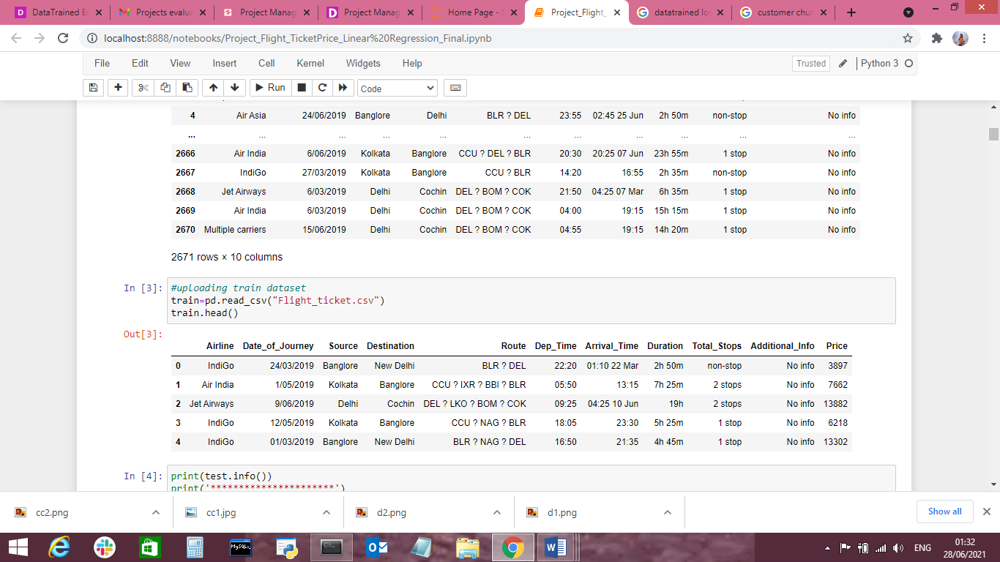 DataTrained Ec
Projects evalua
Project Manag
Project Manag
Home Page -
Project_Flight_
datatrained lo
customer chur
localhost:8888/notebooks/Project_Flight_TicketPrice_Linear%20Regression_Final.ipynb
File Edit View Insert Cell Kernel Widgets Help Trusted Python 3
Run Code
4 Air Asia 24/06/2019 Banglore Delhi BLR ? DEL 23:55 02:45 25 Jun 2h 50m non-stop No info
... ... ... ... ... ... ... ... ... ... ...
2666 Air India 6/06/2019 Kolkata Banglore CCU ? DEL ? BLR 20:30 20:25 07 Jun 23h 55m 1 stop No info
2667 IndiGo 27/03/2019 Kolkata Banglore CCU ? BLR 14:20 16:55 2h 35m non-stop No info
2668 Jet Airways 6/03/2019 Delhi Cochin DEL ? BOM ? COK 21:50 04:25 07 Mar 6h 35m 1 stop No info
2669 Air India 6/03/2019 Delhi Cochin DEL ? BOM ? COK 04:00 19:15 15h 15m 1 stop No info
2670 Multiple carriers 15/06/2019 Delhi Cochin DEL ? BOM ? COK 04:55 19:15 14h 20m 1 stop No info
2671 rows × 10 columns
In [3]: #uploading train dataset
train=pd.read_csv("Flight_ticket.csv")
train.head()
Out[3]:
Airline Date_of_Journey Source Destination Route Dep_Time Arrival_Time Duration Total_Stops Additional_Info Price
0 IndiGo 24/03/2019 Banglore New Delhi BLR ? DEL 22:20 01:10 22 Mar 2h 50m non-stop No info 3897
1 Air India 1/05/2019 Kolkata Banglore CCU ? IXR ? BBI ? BLR 05:50 13:15 7h 25m 2 stops No info 7662
2 Jet Airways 9/06/2019 Delhi Cochin DEL ? LKO ? BOM ? COK 09:25 04:25 10 Jun 19h 2 stops No info 13882
3 IndiGo 12/05/2019 Kolkata Banglore CCU ? NAG ? BLR 18:05 23:30 5h 25m 1 stop No info 6218
4 IndiGo 01/03/2019 Banglore New Delhi BLR ? NAG ? DEL 16:50 21:35 4h 45m 1 stop No info 13302
In [4]: print(test.info())
print('**********************')
cc2.png cc1.jpg d2.png d1.png Show all
MySQL
ENG
01:32
28/06/2021